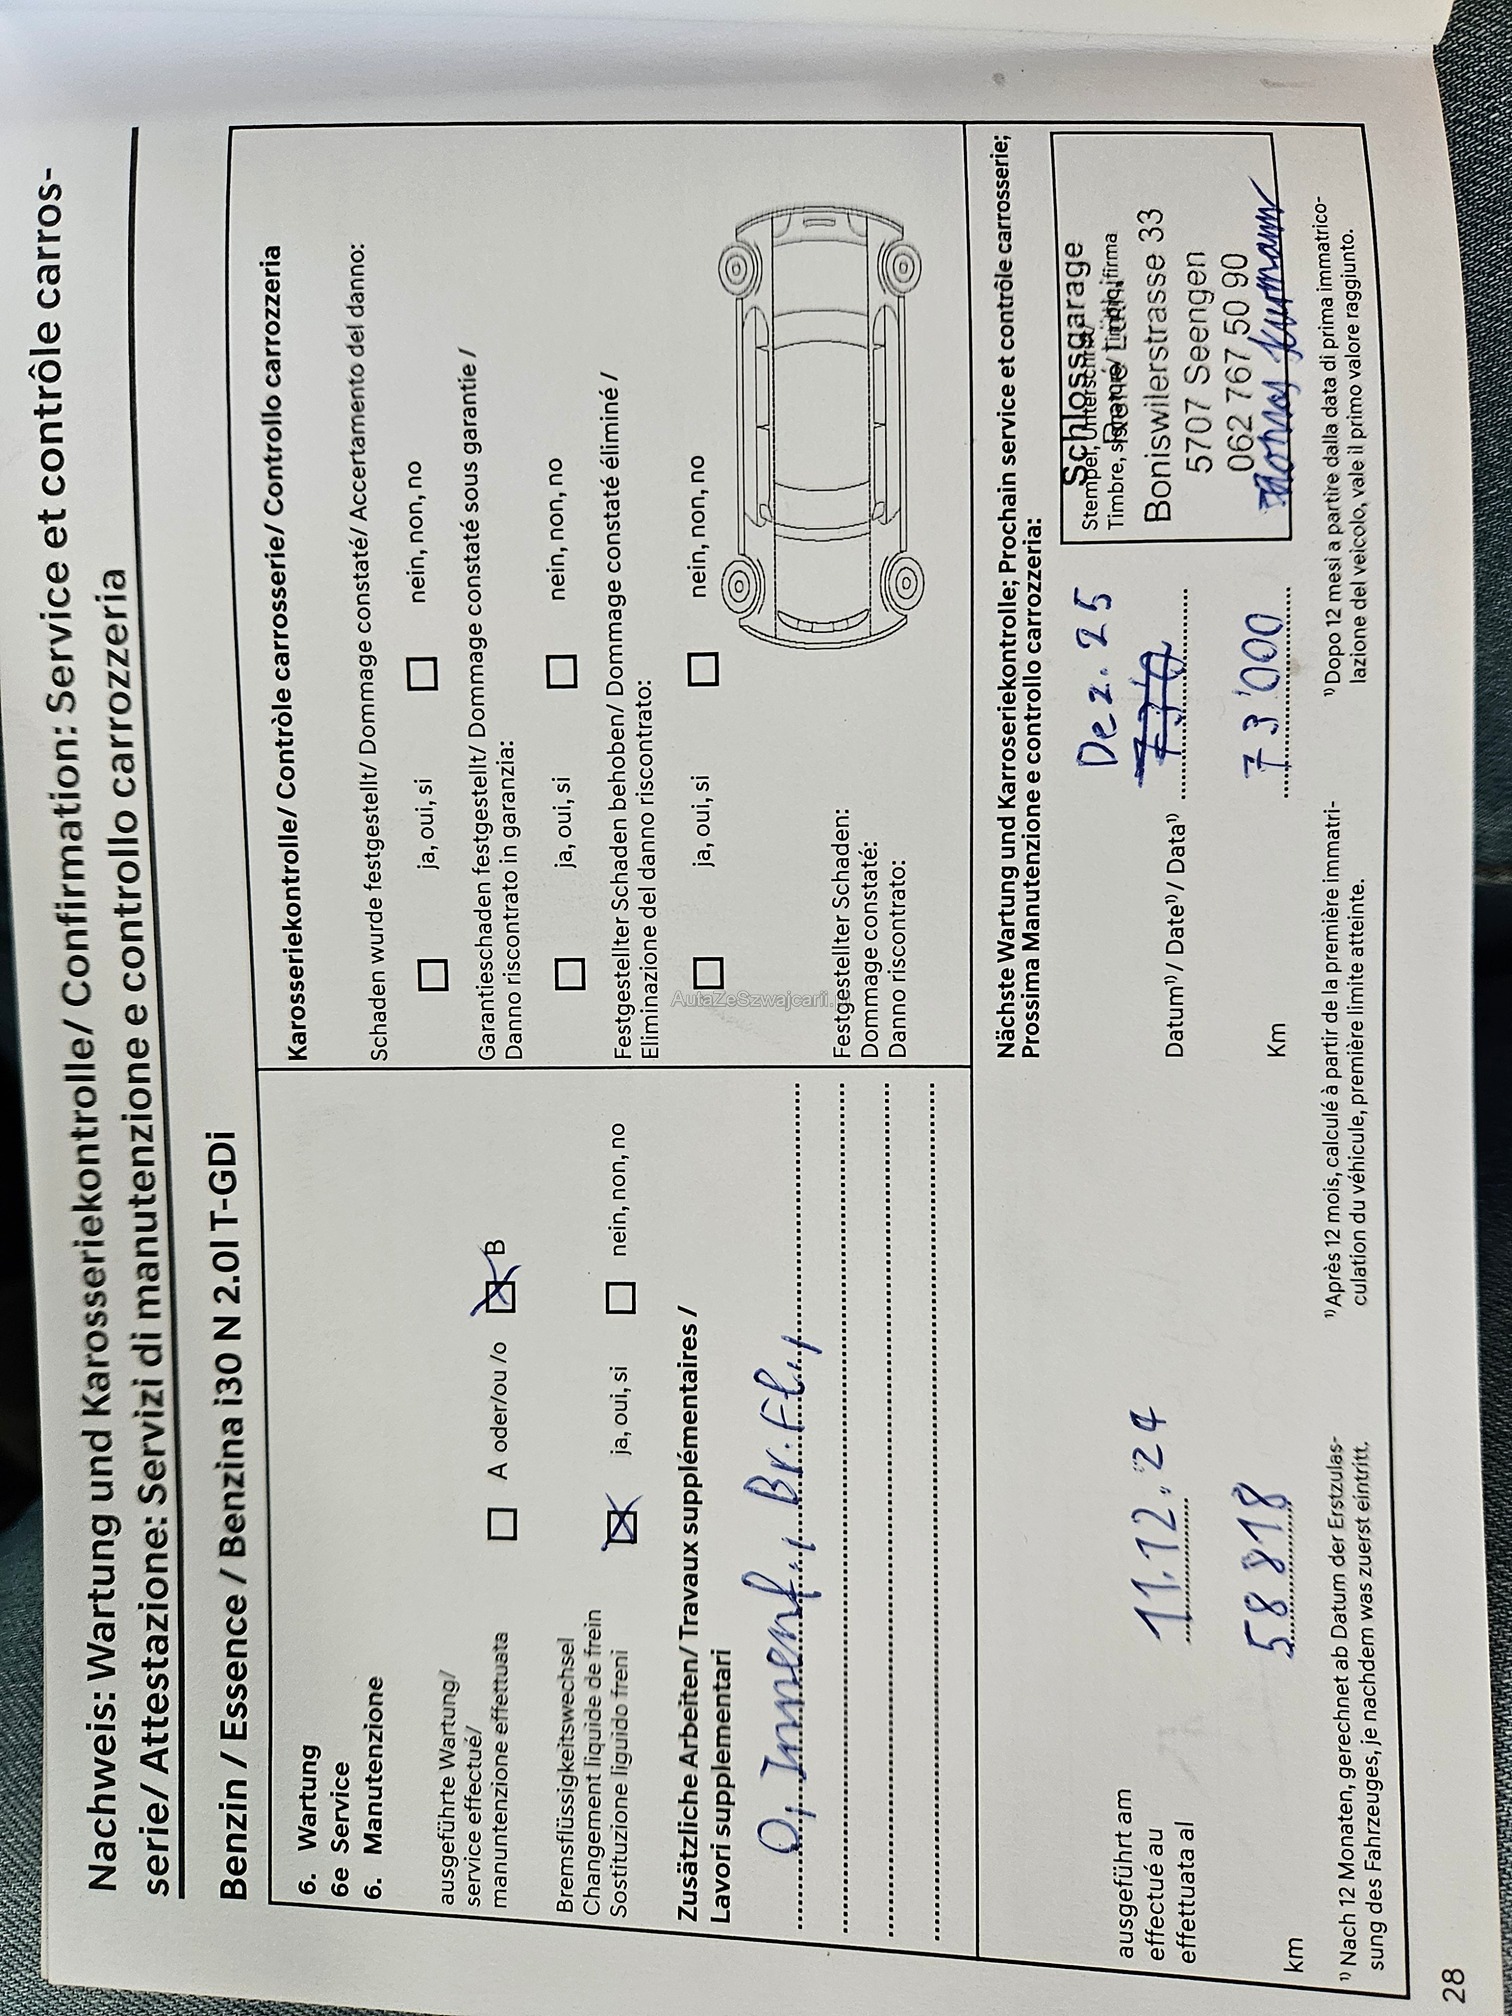 Nachweis: Wartung und Karosseriekontrolle/ Confirmation: Service et contrôle carros-
serie/ Attestazione: Servizi di manutenzione e controllo carrozzeria
Benzin / Essence / Benzina i30 N 2.0l T-GDi
6. Wartung
6e Service
6. Manutenzione
ausgeführte Wartung/
service effectué/
manuntenzione effettuata
A oder/ou /o
B
Bremsflüssigkeitswechsel
Changement liquide de frein
Sostituzione liguido freni
ja, oui, si
nein, non, no
Zusätzliche Arbeiten/ Travaux supplémentaires /
Lavori supplementari
O, Innenf., Br.Fl.,
Karosseriekontrolle/ Contrôle carrosserie/ Controllo carrozzeria
Schaden wurde festgestellt/ Dommage constaté/ Accertamento del danno:
ja, oui, si
nein, non, no
Garantieschaden festgestellt/ Dommage constaté sous garantie /
Danno riscontrato in garanzia:
ja, oui, si
nein, non, no
Festgestellter Schaden behoben/ Dommage constaté éliminé /
Eliminazione del danno riscontrato:
ja, oui, si
nein, non, no
AutaZeSzwajcarii.
Festgestellter Schaden:
Dommage constaté:
Danno riscontrato:
ausgeführt am
effectué au
effettuata al
11.12.24
km
58 818
Nächste Wartung und Karroseriekontrolle; Prochain service et contrôle carrosserie;
Prossima Manutenzione e controllo carrozzeria:
Dez. 25
Datum¹⁾/ Date¹⁾/ Data¹⁾
Km
73'000
Stempel, Unterschrift/
Timbre, firma
Schlossgarage
Boniswilerstrasse 33
5707 Seengen
062 767 50 90
¹⁾ Nach 12 Monaten, gerechnet ab Datum der Erstzulas-
sung des Fahrzeuges, je nachdem was zuerst eintritt.
¹⁾Après 12 mois, calculé à partir de la première immatri-
culation du véhicule, première limite atteinte.
¹⁾Dopo 12 mesi a partire dalla data di prima immatrico-
lazione del veicolo, vale il primo valore raggiunto.
28